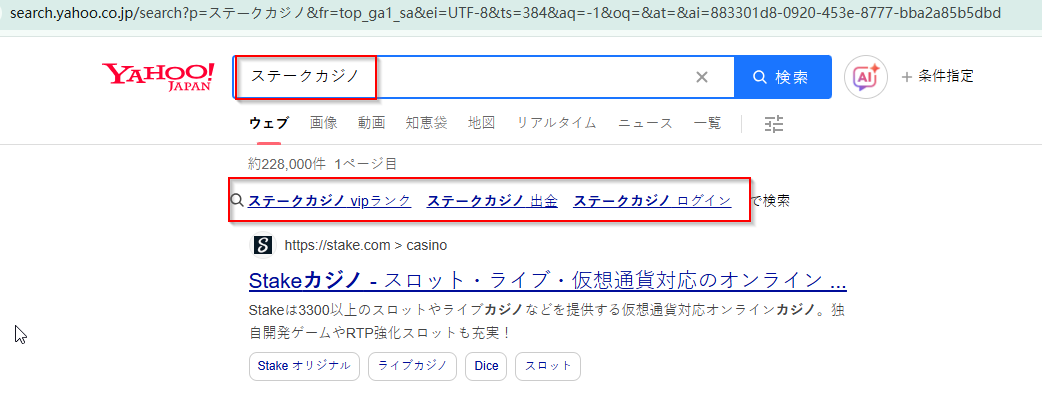 search.yahoo.co.jp/search?p=ステークカジノ&fr=top_ga1_sa&ei=UTF-8&ts=384&aq=-1&oq=&at=&ai=883301d8-0920-453e-8777-bba2a85b5dbd
YAHOO! JAPAN ステークカジノ 検索 AI + 条件指定
ウェブ 画像 動画 知恵袋 地図 リアルタイム ニュース 一覧
約228,000件 1ページ目
ステークカジノ vipランク ステークカジノ 出金 ステークカジノ ログイン で検索
S https://stake.com > casino
Stakeカジノ - スロット・ライブ・仮想通貨対応のオンライン ...
Stakeは3300以上のスロットやライブカジノなどを提供する仮想通貨対応オンラインカジノ。独
自開発ゲームやRTP強化スロットも充実！
Stake オリジナル ライブカジノ Dice スロット